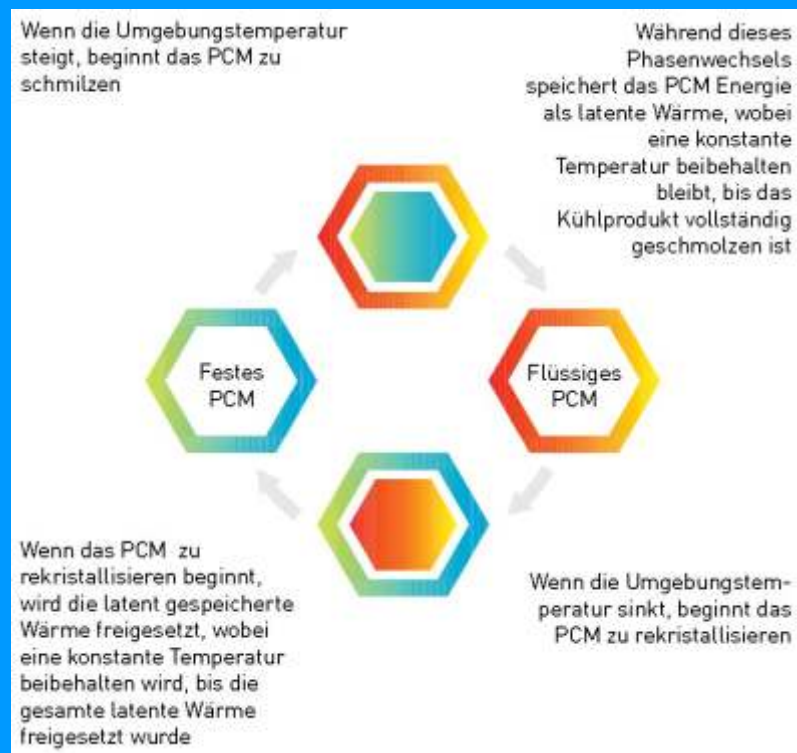 Wenn die Umgebungstemperatur
steigt, beginnt das PCM zu
schmilzen
Während dieses
Phasenwechsels
speichert das PCM Energie
als latente Wärme, wobei
eine konstante
Temperatur beibehalten
bleibt, bis das
Kühlprodukt vollständig
geschmolzen ist
Festes
PCM
Flüssiges
PCM
Wenn das PCM zu
rekristallisieren beginnt,
wird die latent gespeicherte
Wärme freigesetzt, wobei
eine konstante Temperatur
beibehalten wird, bis die
gesamte latente Wärme
freigesetzt wurde
Wenn die Umgebungstem-
peratur sinkt, beginnt das
PCM zu rekristallisieren